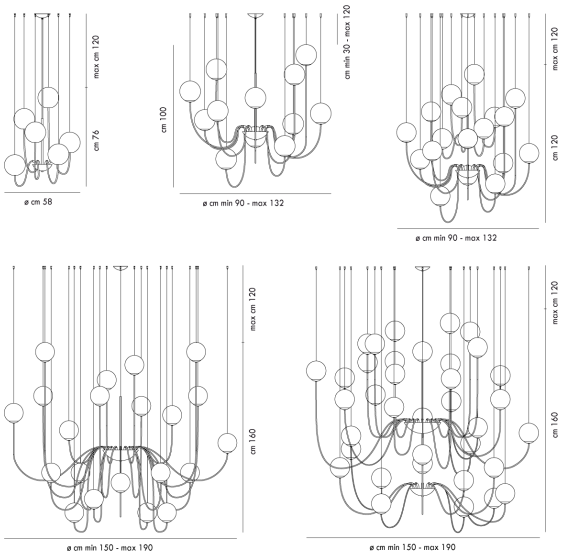 max cm 120
cm 76
ø cm 58
cm 100
cm min 30 - max 120
ø cm min 90 - max 132
max cm 120
cm 120
ø cm min 90 - max 132
max cm 120
cm 160
ø cm min 150 - max 190
max cm 120
cm 160
ø cm min 150 - max 190